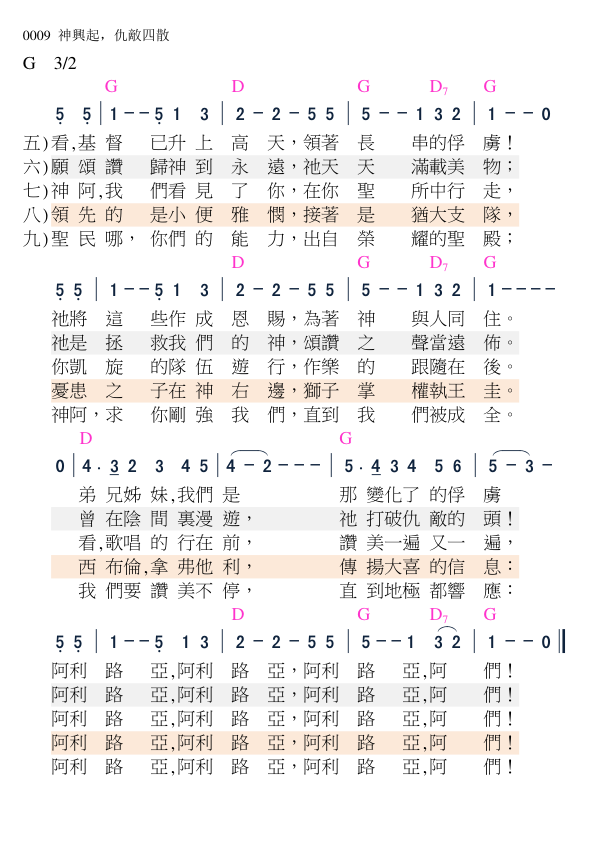 0009 神興起，仇敵四散
G 3/2
G D G D7 G
5 5 | 1 - - 5 1 3 | 2 - 2 - 5 5 | 5 - - 1 3 2 | 1 - - 0
五)看,基督 已升上高天，領著長 串的俘虜！
六)願頌讚 歸神到永遠，祂天天 滿載美物；
七)神阿,我 們看見了你，在你聖 所中行走，
八)領先的 是小便雅憫，接著是 猶大支隊，
九)聖民哪， 你們的能力，出自榮 耀的聖殿；
D G D7 G
5 5 | 1 - - 5 1 3 | 2 - 2 - 5 5 | 5 - - 1 3 2 | 1 - - - -
祂將這 些作成恩賜，為著神 與人同住。
祂是拯 救我們的神，頌讚之 聲當遠佈。
你凱旋 的隊伍遊行，作樂的 跟隨在後。
憂患之 子在神右邊，獅子掌 權執王圭。
神阿，求 你剛強我們，直到我 們被成全。
D G
0 | 4 . 3 2 3 4 5 | 4 - 2 - - - | 5 . 4 3 4 5 6 | 5 - 3 -
弟兄姊妹,我們是 那變化了的俘虜
曾在陰間裏漫遊， 祂打破仇敵的頭！
看,歌唱的行在前， 讚美一遍又一遍，
西布倫,拿弗他利， 傳揚大喜的信息：
我們要讚美不停， 直到地極都響應：
D G D7 G
5 5 | 1 - - 5 1 3 | 2 - 2 - 5 5 | 5 - - 1 3 2 | 1 - - 0 ‖
阿利路 亞,阿利路亞，阿利路 亞,阿 們！
阿利路 亞,阿利路亞，阿利路 亞,阿 們！
阿利路 亞,阿利路亞，阿利路 亞,阿 們！
阿利路 亞,阿利路亞，阿利路 亞,阿 們！
阿利路 亞,阿利路亞，阿利路 亞,阿 們！